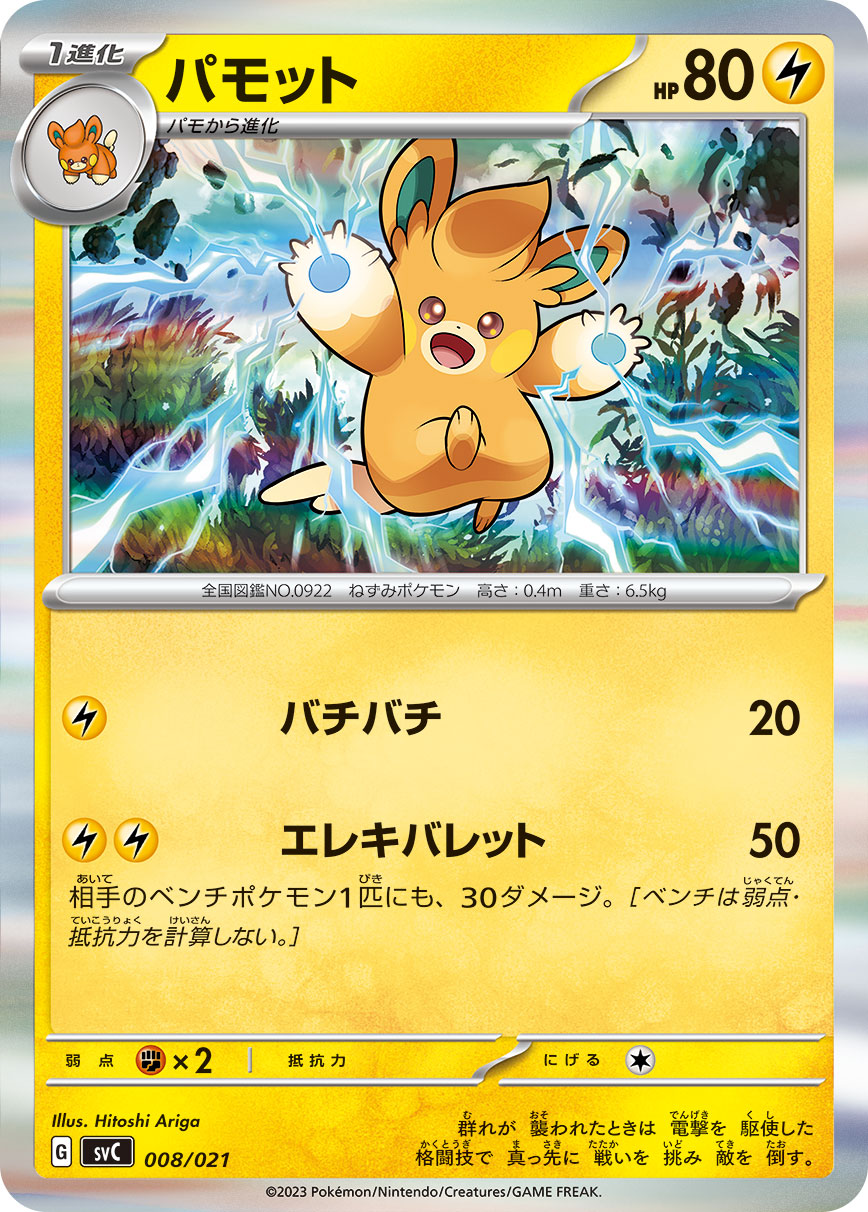 1進化
パモット
HP80
パモから進化
全国図鑑NO.0922 ねずみポケモン 高さ:0.4m 重さ:6.5kg
バチバチ 20
エレキバレット 50
相手のベンチポケモン1匹にも、30ダメージ。[ベンチは弱点・
抵抗力を計算しない。]
弱点 ×2 抵抗力 にげる
Illus. Hitoshi Ariga
群れが 襲われたときは 電撃を 駆使した
格闘技で 真っ先に 戦いを 挑み 敵を 倒す。
G svC 008/021
©2023 Pokémon/Nintendo/Creatures/GAME FREAK.